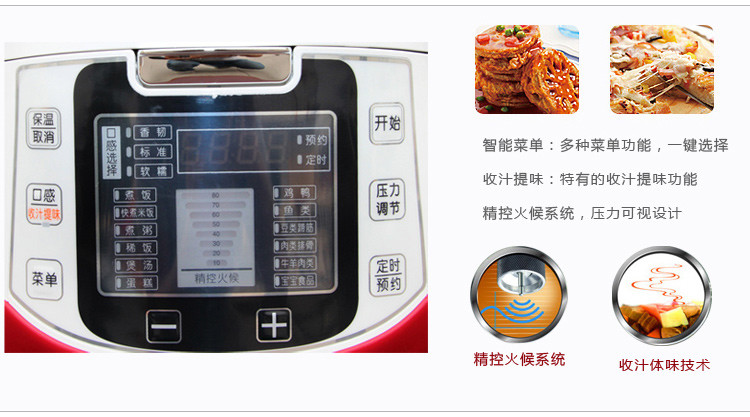 保温
取消
口感
收汁提味
菜单
口感选择
香韧
标准
软糯
预约
定时
煮饭
快煮米饭
煮粥
稀饭
煲汤
蛋糕
80
70
60
50
40
30
20
10
精控火候
鸡鸭
鱼类
豆类蹄筋
肉类排骨
牛羊肉类
宝宝食品
开始
压力
调节
定时
预约
智能菜单：多种菜单功能，一键选择
收汁提味：特有的收汁提味功能
精控火候系统，压力可视设计
精控火候系统
收汁体味技术